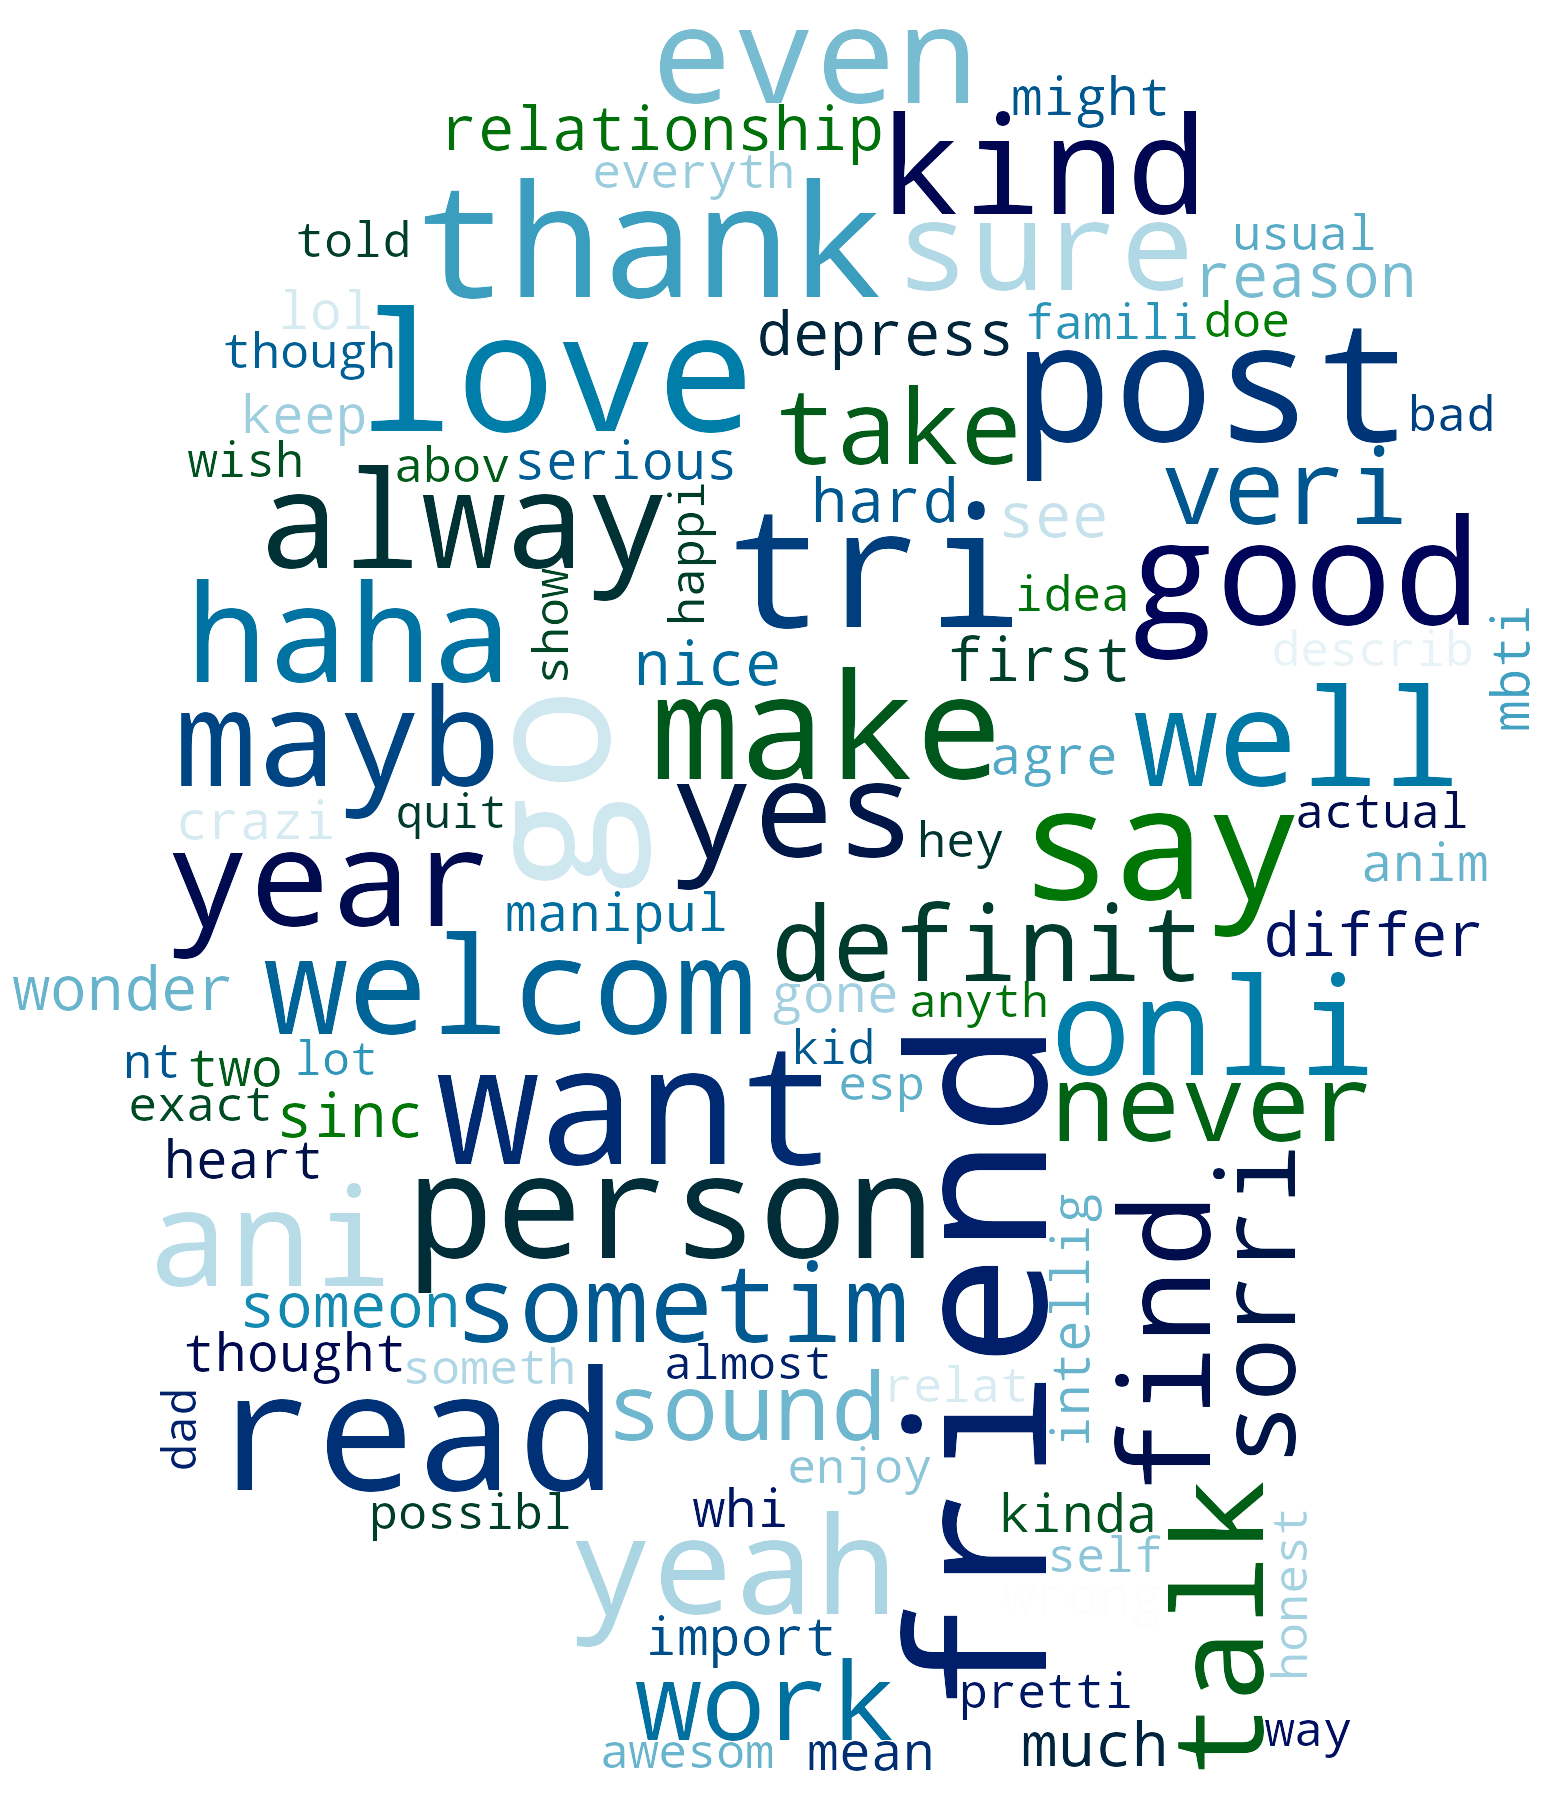 even
might
relationship
kind
everyth
thank
sure
told
usual
reason
lol
love
depress
famili
doe
though
post
keep
take
bad
wish
abov
serious
veri
alway
happi
hard
see
tri
good
haha
show
idea
nice
first
describ
mbti
mayb
go
make
agre
well
crazi
quit
yes
hey
say
actual
year
anim
manipul
definit
differ
wonder
welcom
gone
anyth
onli
nt
two
lot
want
kid
esp
friend
never
exact
sinc
heart
person
ani
intellig
find
sorri
someon
sometim
thought
someth
almost
dad
read
sound
relat
enjoy
possibl
whi
kinda
talk
yeah
self
honest
wrong
import
work
pretti
much
way
awesom
mean